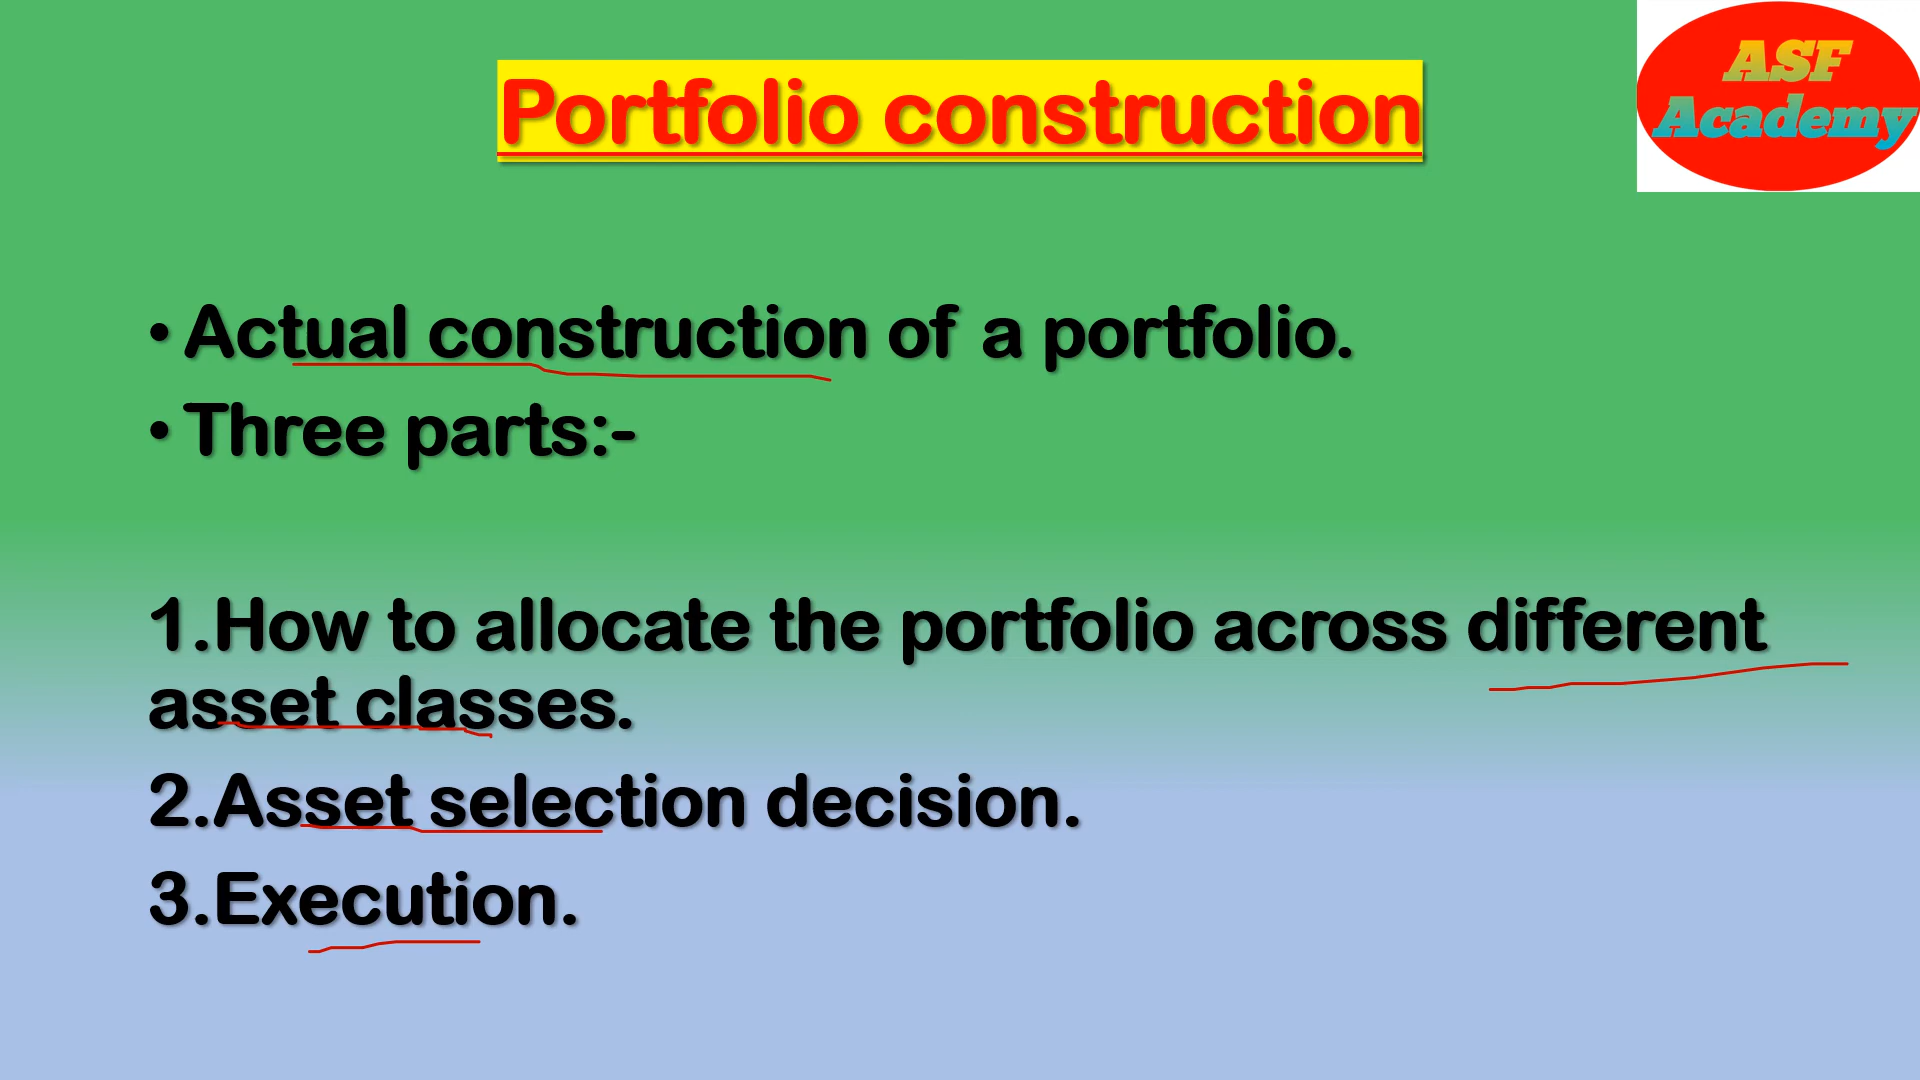 Portfolio construction
ASF
Academy
• Actual construction of a portfolio.
• Three parts:-
1.How to allocate the portfolio across different
asset classes.
2.Asset selection decision.
3.Execution.